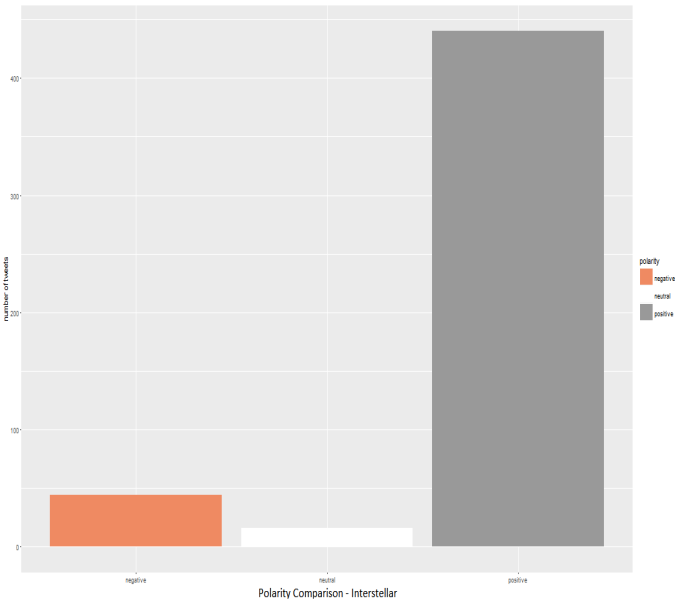 400
300
200
100
0
number of tweets
negative
neutral
positive
Polarity Comparison - Interstellar
polarity
negative
neutral
positive